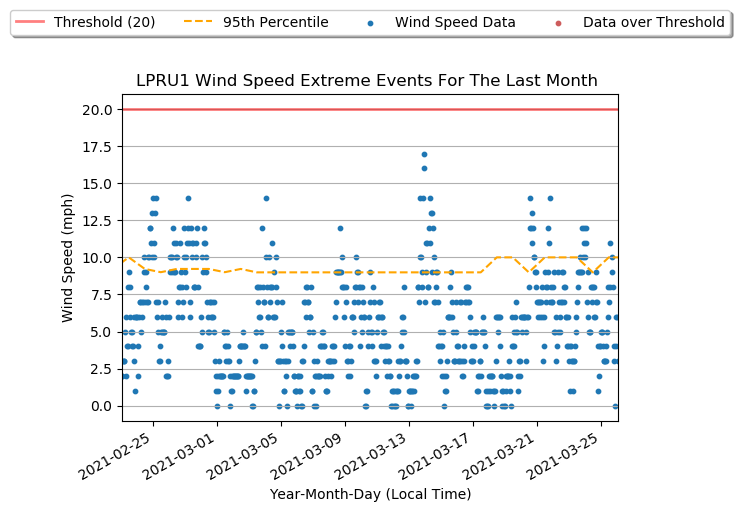 Threshold (20) 95th Percentile Wind Speed Data Data over Threshold
LPRU1 Wind Speed Extreme Events For The Last Month
20.0
17.5
15.0
12.5
10.0
7.5
5.0
2.5
0.0
Wind Speed (mph)
2021-02-25 2021-03-01 2021-03-05 2021-03-09 2021-03-13 2021-03-17 2021-03-21 2021-03-25
Year-Month-Day (Local Time)